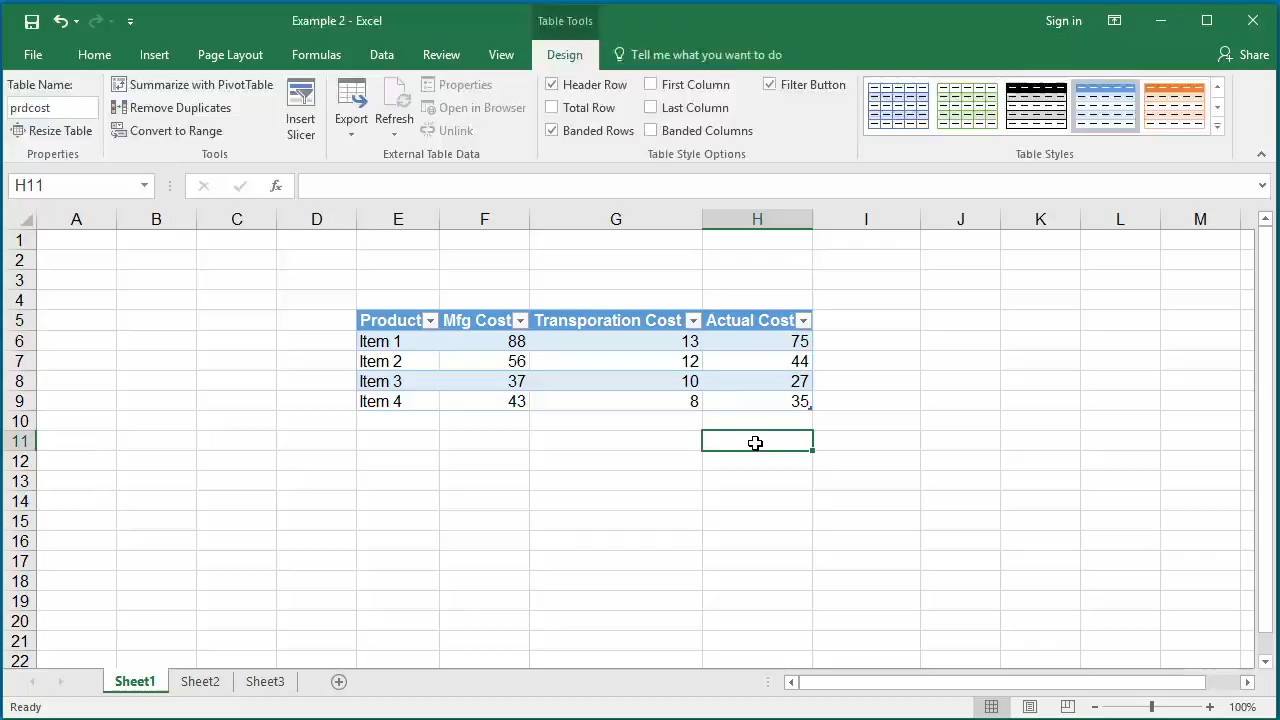 Example 2 - Excel
Table Tools
Sign in
File Home Insert Page Layout Formulas Data Review View Design Tell me what you want to do Share
Table Name:
prdcost
Resize Table
Properties
Summarize with PivotTable
Remove Duplicates
Convert to Range
Tools
Insert
Slicer
Export
Refresh
Properties
Open in Browser
Unlink
External Table Data
Header Row
Total Row
Banded Rows
First Column
Last Column
Banded Columns
Filter Button
Table Style Options
Table Styles
H11
fx
A B C D E F G H I J K L M
1
2
3
4
5 Product Mfg Cost Transporation Cost Actual Cost
6 Item 1 88 13 75
7 Item 2 56 12 44
8 Item 3 37 10 27
9 Item 4 43 8 35
10
11
12
13
14
15
16
17
18
19
20
21
22
Sheet1 Sheet2 Sheet3
Ready
100%